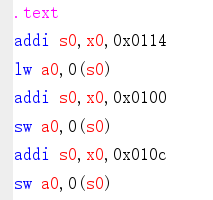 .text
addi s0,x0,0x0114
lw a0,0(s0)
addi s0,x0,0x0100
sw a0,0(s0)
addi s0,x0,0x010c
sw a0,0(s0)